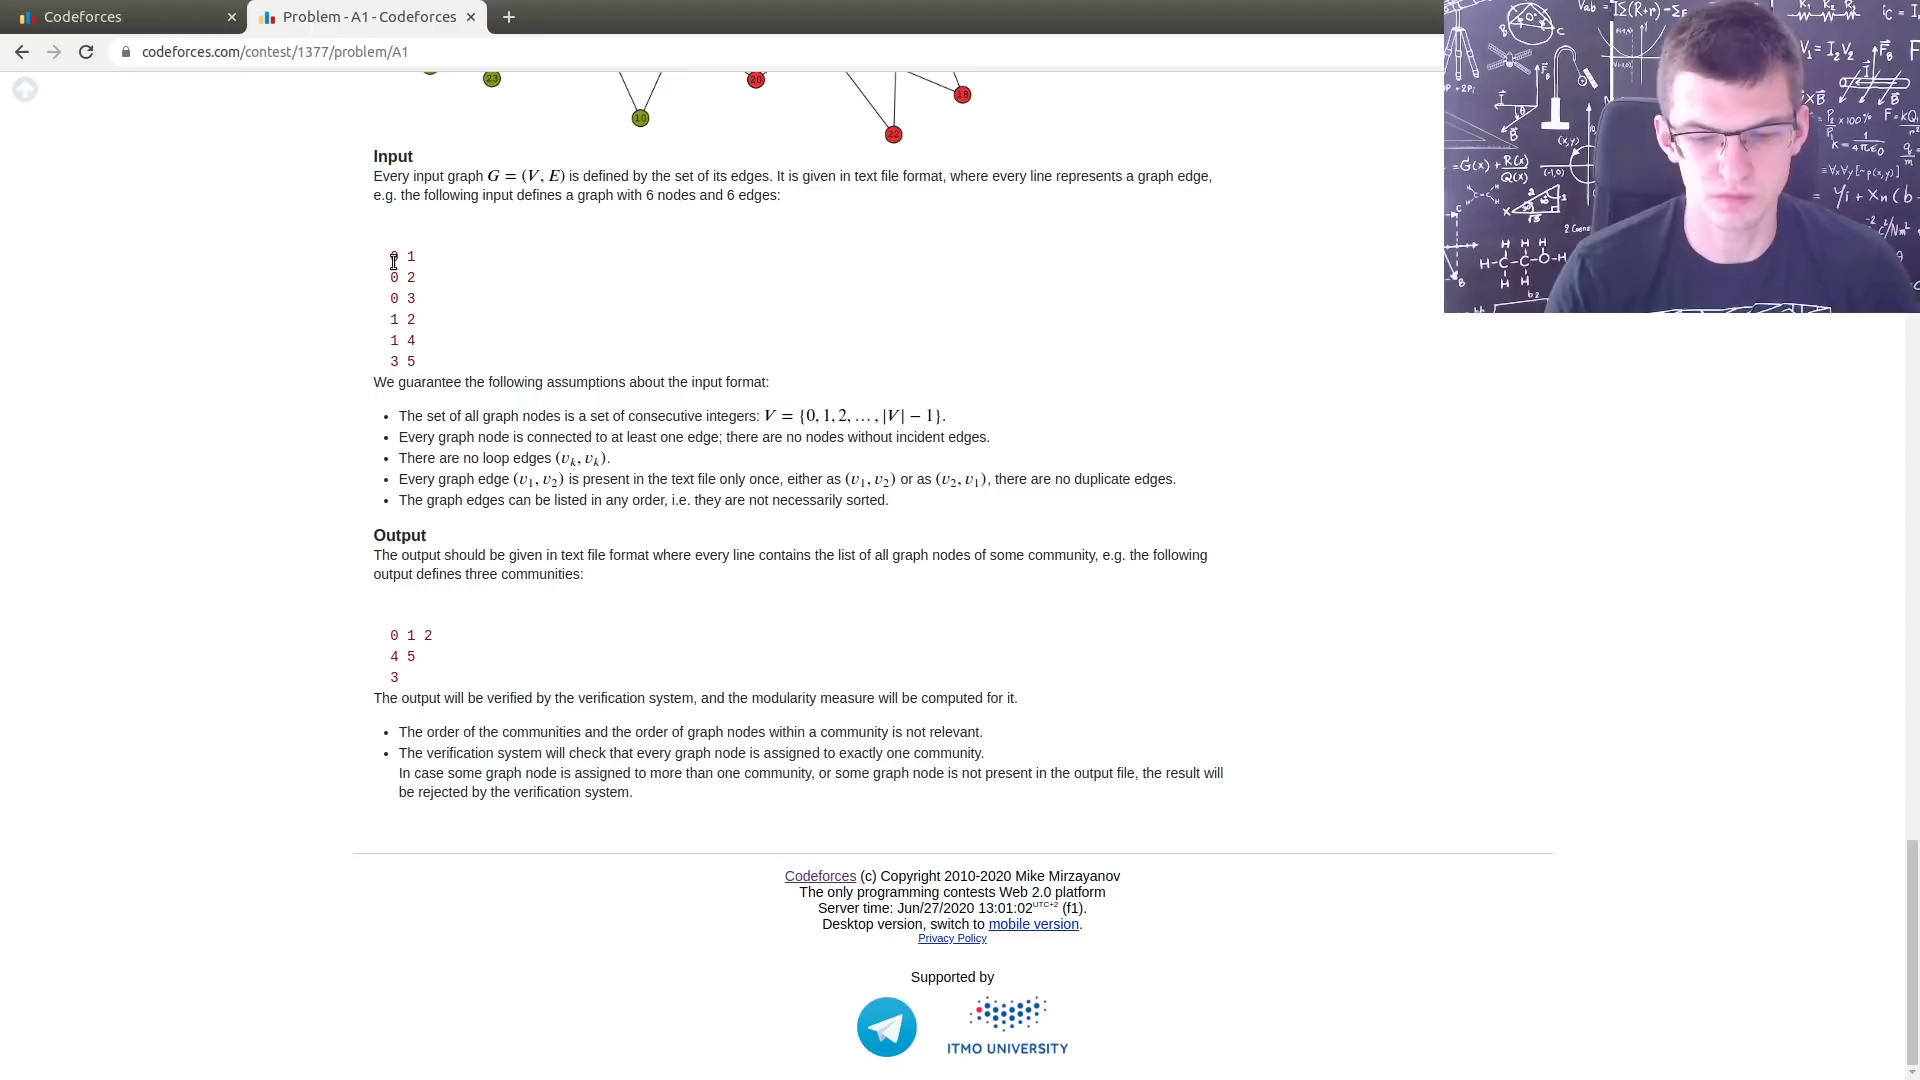 Codeforces
Problem - A1 - Codeforces
codeforces.com/contest/1377/problem/A1
23
20
18
10
22
Input
Every input graph G = (V, E) is defined by the set of its edges. It is given in text file format, where every line represents a graph edge,
e.g. the following input defines a graph with 6 nodes and 6 edges:
0 1
0 2
0 3
1 2
1 4
3 5
We guarantee the following assumptions about the input format:
• The set of all graph nodes is a set of consecutive integers: V = {0, 1, 2, …, |V| − 1}.
• Every graph node is connected to at least one edge; there are no nodes without incident edges.
• There are no loop edges (vk, vk).
• Every graph edge (v1, v2) is present in the text file only once, either as (v1, v2) or as (v2, v1), there are no duplicate edges.
• The graph edges can be listed in any order, i.e. they are not necessarily sorted.
Output
The output should be given in text file format where every line contains the list of all graph nodes of some community, e.g. the following
output defines three communities:
0 1 2
4 5
3
The output will be verified by the verification system, and the modularity measure will be computed for it.
• The order of the communities and the order of graph nodes within a community is not relevant.
• The verification system will check that every graph node is assigned to exactly one community.
In case some graph node is assigned to more than one community, or some graph node is not present in the output file, the result will
be rejected by the verification system.
Codeforces (c) Copyright 2010-2020 Mike Mirzayanov
The only programming contests Web 2.0 platform
Server time: Jun/27/2020 13:01:02UTC+2 (f1).
Desktop version, switch to mobile version.
Privacy Policy
Supported by
ITMO UNIVERSITY